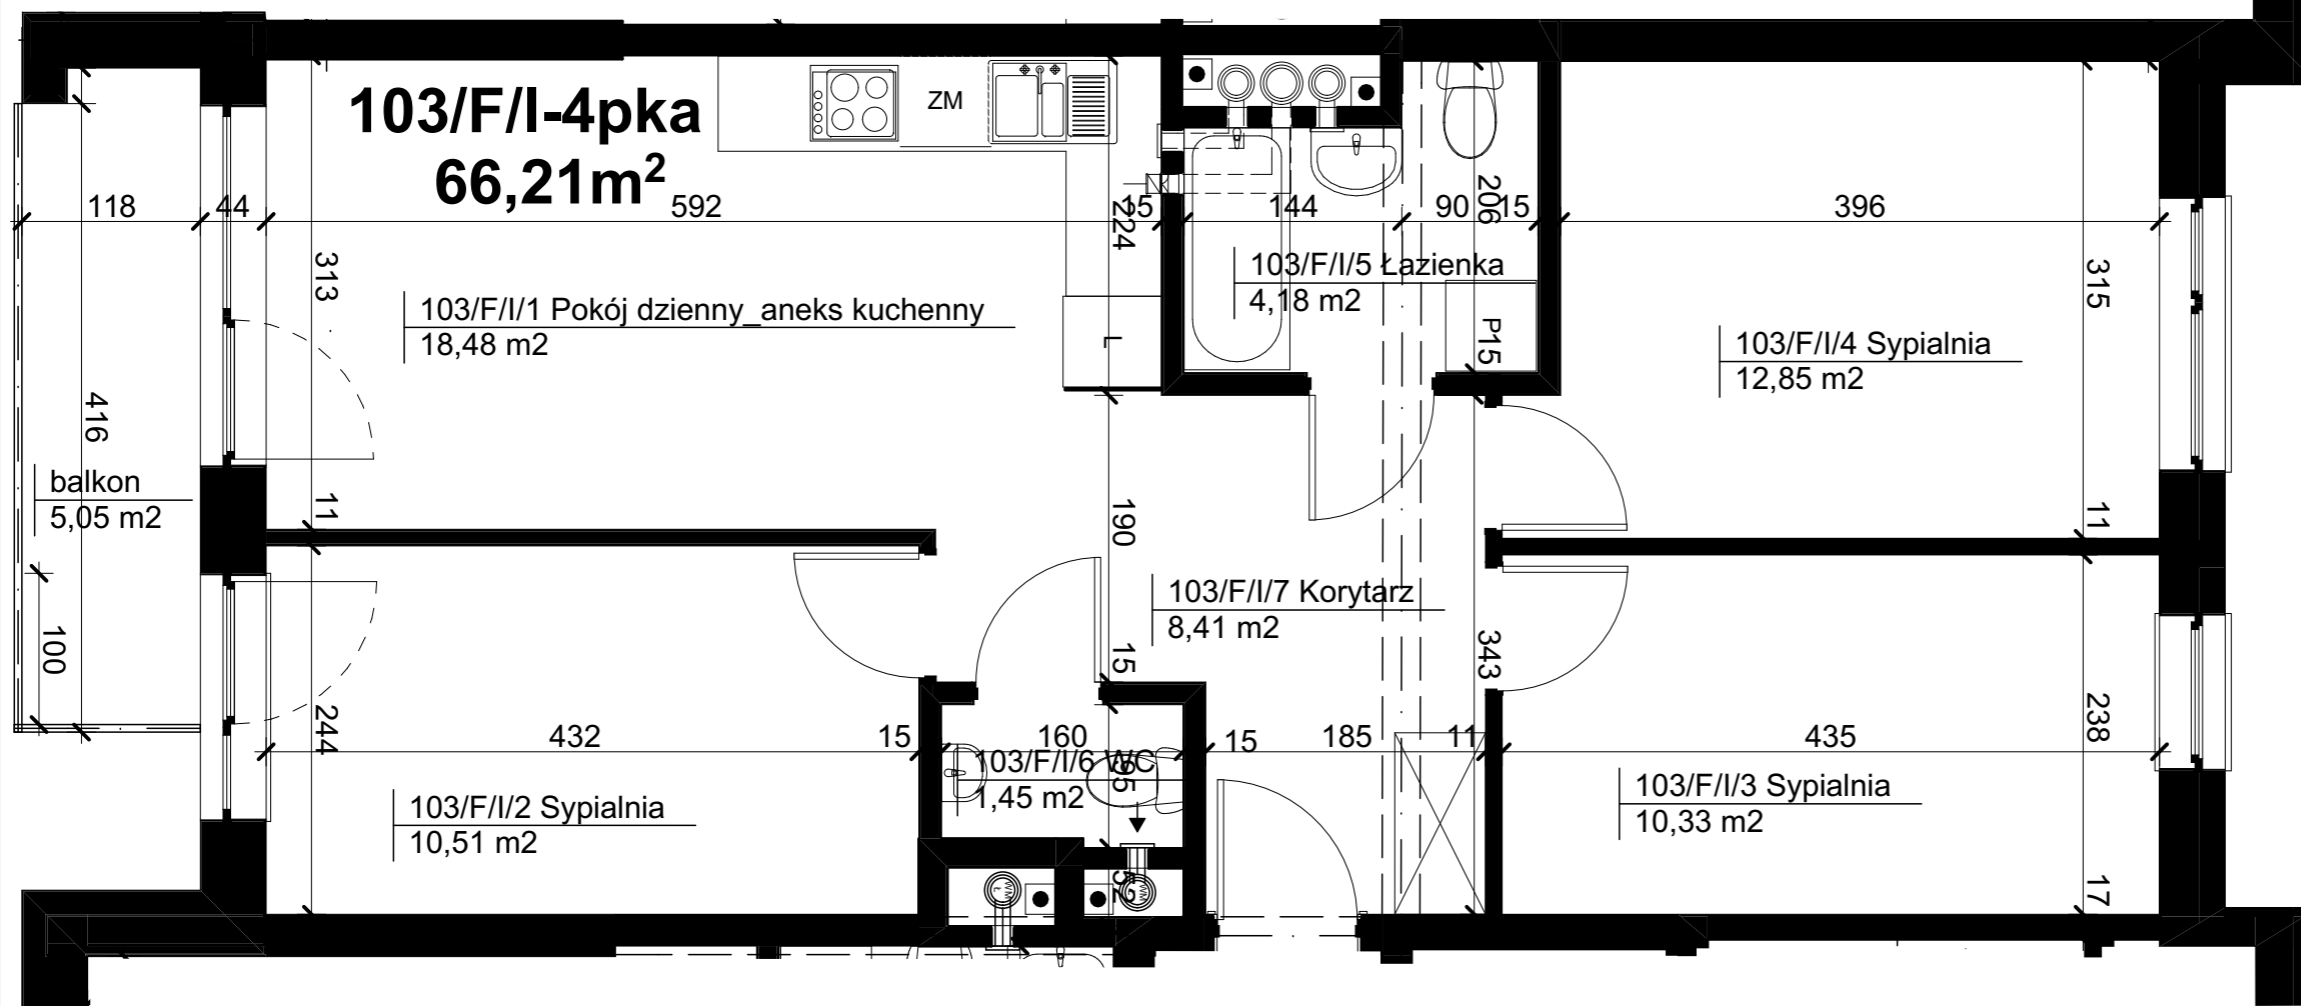 103/F/I-4pka
66,21m²
ZM
118
44
592
15
144
90
15
396
224
206
313
315
103/F/I/5 Łazienka
4,18 m2
103/F/I/1 Pokój dzienny_aneks kuchenny
18,48 m2
L
P15
103/F/I/4 Sypialnia
12,85 m2
416
balkon
5,05 m2
11
190
11
100
103/F/I/7 Korytarz
8,41 m2
15
343
244
432
15
160
15
185
11
435
238
103/F/I/6 WC
1,45 m2
95
103/F/I/2 Sypialnia
10,51 m2
103/F/I/3 Sypialnia
10,33 m2
52
17